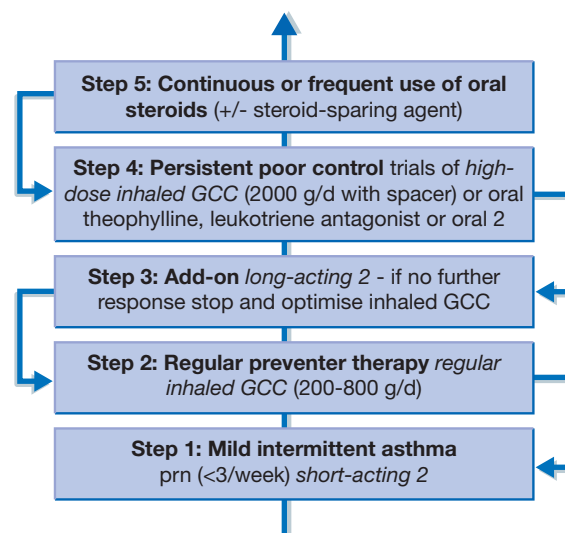 Step 5: Continuous or frequent use of oral
steroids (+/- steroid-sparing agent)
Step 4: Persistent poor control trials of high-
dose inhaled GCC (2000 g/d with spacer) or oral
theophylline, leukotriene antagonist or oral 2
Step 3: Add-on long-acting 2 - if no further
response stop and optimise inhaled GCC
Step 2: Regular preventer therapy regular
inhaled GCC (200-800 g/d)
Step 1: Mild intermittent asthma
prn (<3/week) short-acting 2